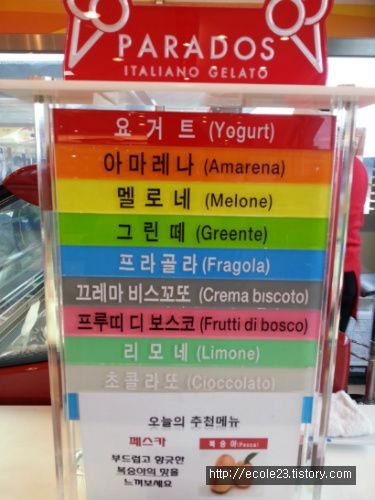 PARADOS
ITALIANO GELATO
요거트 (Yogurt)
아마레나 (Amarena)
멜로네 (Melone)
그린떼 (Greente)
프라골라 (Fragola)
끄레마 비스꼬또 (Crema biscoto)
프루띠 디 보스코 (Frutti di bosco)
리모네 (Limone)
초콜라또 (Cioccolato)
오늘의 추천메뉴
페스카
복숭아(Pesca)
부드럽고 향긋한
복숭아의 맛을
느껴보세요
http://ecole23.tistory.com